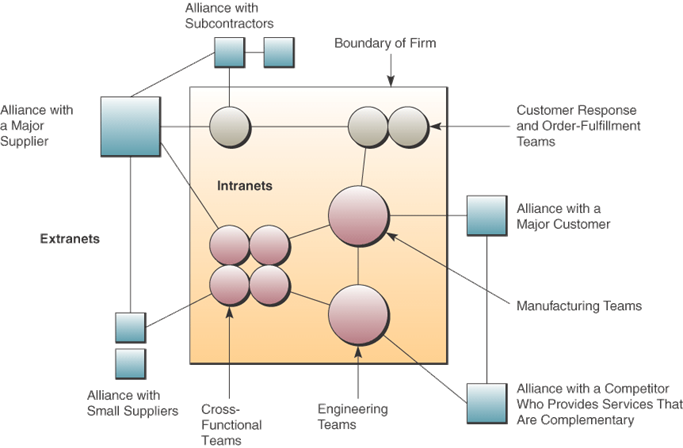 Alliance with
Subcontractors
Boundary of Firm
Alliance with
a Major
Supplier
Customer Response
and Order-Fulfillment
Teams
Intranets
Alliance with a
Major Customer
Extranets
Manufacturing Teams
Alliance with
Small Suppliers
Cross-
Functional
Teams
Engineering
Teams
Alliance with a Competitor
Who Provides Services That
Are Complementary